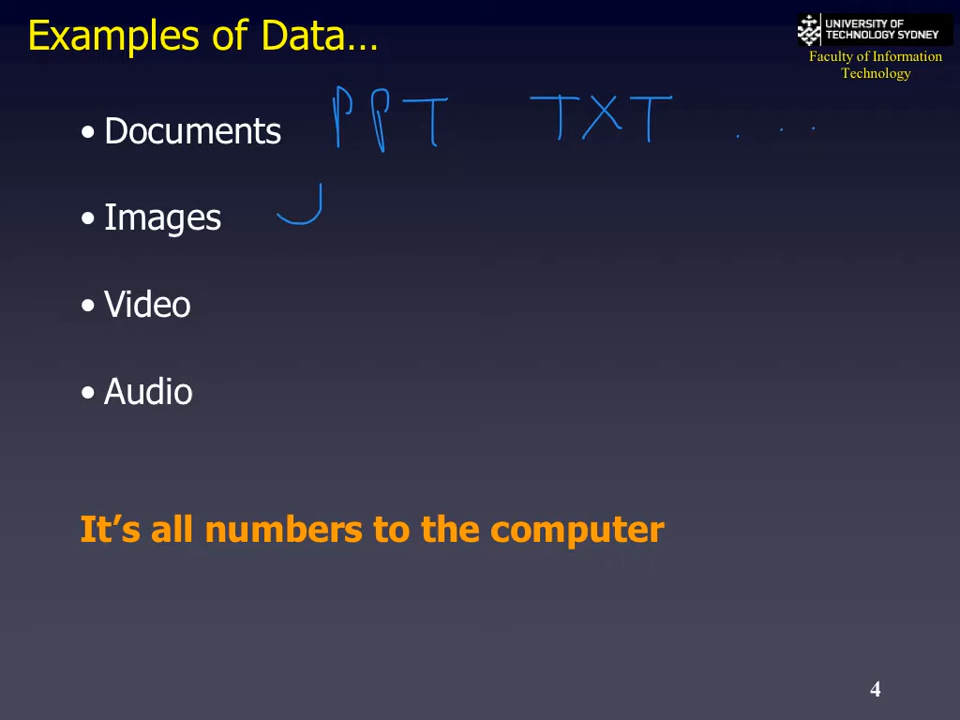 Examples of Data…
UNIVERSITY OF
TECHNOLOGY SYDNEY
Faculty of Information
Technology
• Documents PPT TXT ...
• Images J
• Video
• Audio
It's all numbers to the computer
4